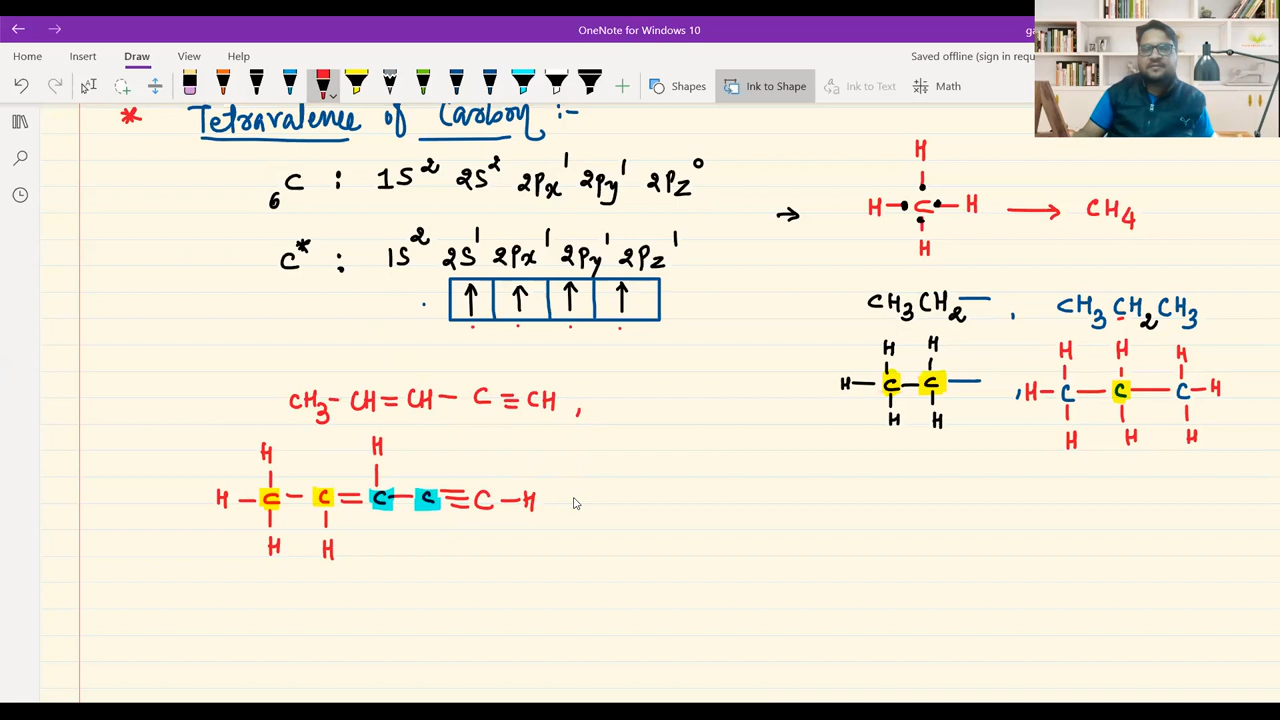 OneNote for Windows 10
ga
Home Insert Draw View Help
Saved offline (sign in requ
Shapes Ink to Shape Ink to Text Math
* Tetravalence of Carbon :-
₆C : 1S² 2S² 2Px¹ 2Py¹ 2Pz⁰
C* : 1S² 2S¹ 2Px¹ 2Py¹ 2Pz¹
↑ ↑ ↑ ↑
→
H
H – C – H → CH₄
H
CH₃CH₂ – , CH₃CH₂CH₃
H H
H – C – C –
H H
, H H H
H – C – C – C – H
H H H
CH₃ – CH = CH – C ≡ CH ,
H H
H – C – C = C – C ≡ C – H
H H